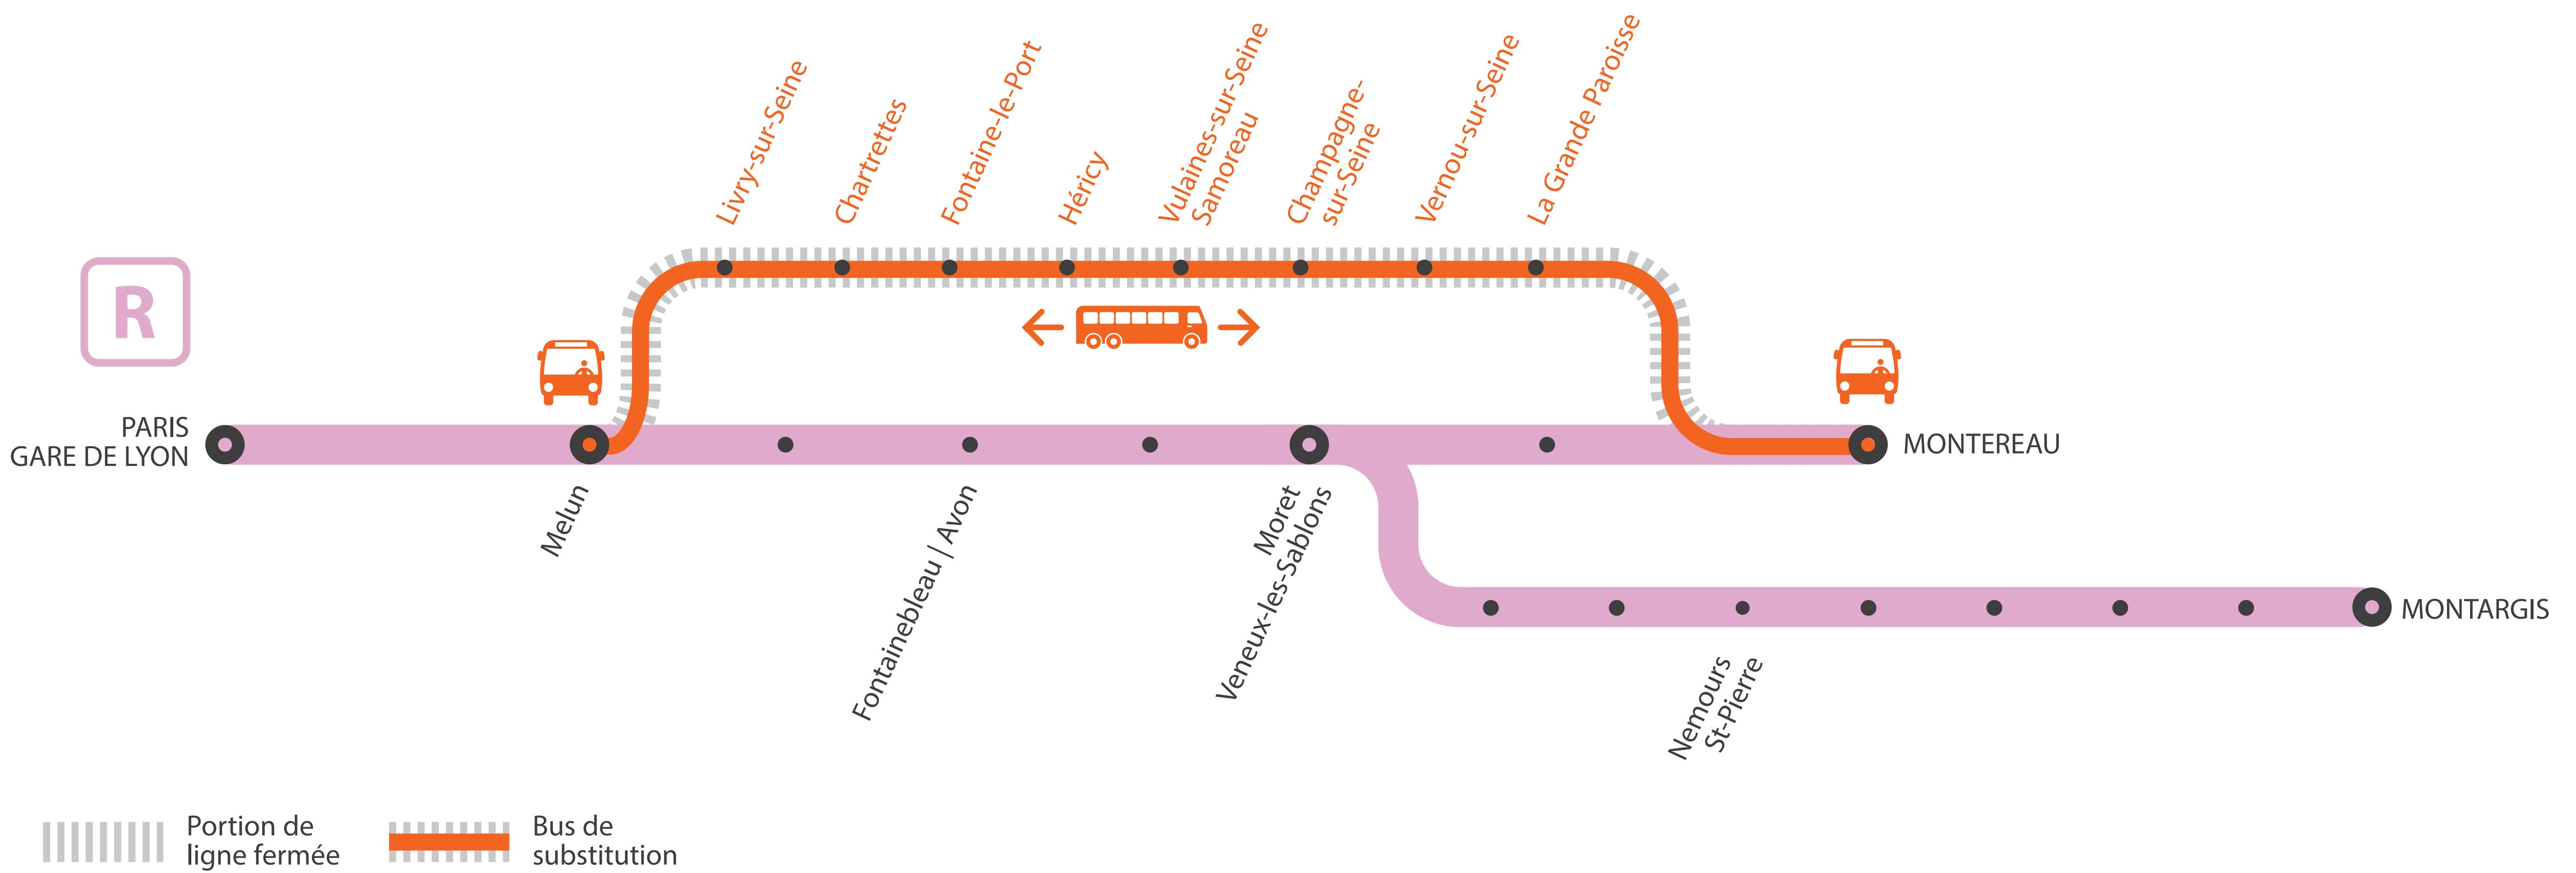 Livry-sur-Seine
Chartrettes
Fontaine-le-Port
Héricy
Vulaines-sur-Seine
Samoreau
Champagne-
sur-Seine
Vernou-sur-Seine
La Grande Paroisse
R
PARIS
GARE DE LYON
MONTEREAU
Melun
Fontainebleau | Avon
Moret
Veneux-les-Sablons
MONTARGIS
Nemours
St-Pierre
Portion de
ligne fermée
Bus de
substitution